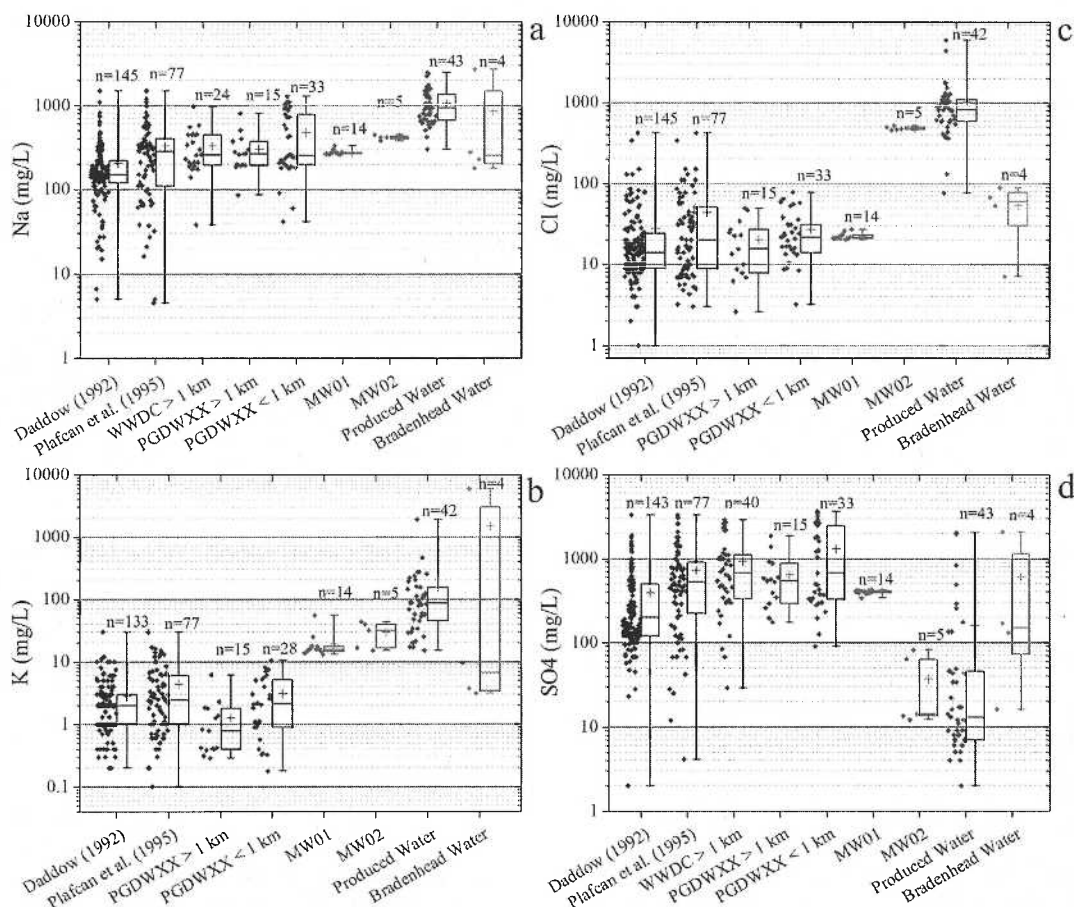 a
Na (mg/L)
10000
1000
100
10
1
n=145
n=77
n=24
n=15
n=33
n=14
n=5
n=43
n=4
Daddow (1992)
Plafcan et al. (1995)
WWDC > 1 km
PGDWXX > 1 km
PGDWXX < 1 km
MW01
MW02
Produced Water
Bradenhead Water
c
Cl (mg/L)
10000
1000
100
10
1
n=145
n=77
n=15
n=33
n=14
n=5
n=42
n=4
Daddow (1992)
Plafcan et al. (1995)
PGDWXX > 1 km
PGDWXX < 1 km
MW01
MW02
Produced Water
Bradenhead Water
b
K (mg/L)
10000
1000
100
10
1
0.1
n=133
n=77
n=15
n=28
n=14
n=5
n=42
n=4
Daddow (1992)
Plafcan et al. (1995)
PGDWXX > 1 km
PGDWXX < 1 km
MW01
MW02
Produced Water
Bradenhead Water
d
SO4 (mg/L)
10000
1000
100
10
1
n=143
n=77
n=40
n=15
n=33
n=14
n=5
n=43
n=4
Daddow (1992)
Plafcan et al. (1995)
WWDC > 1 km
PGDWXX > 1 km
PGDWXX < 1 km
MW01
MW02
Produced Water
Bradenhead Water